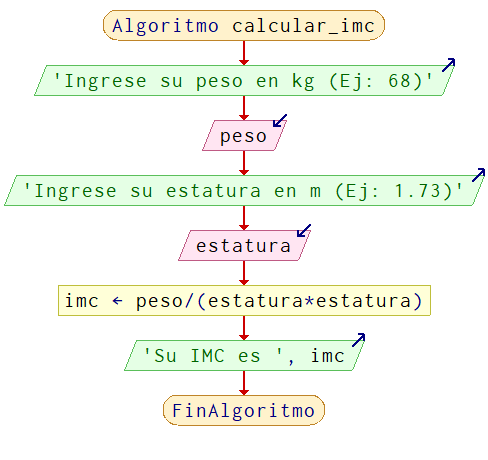 Algoritmo calcular_imc
'Ingrese su peso en kg (Ej: 68)'
peso
'Ingrese su estatura en m (Ej: 1.73)'
estatura
imc ← peso/(estatura*estatura)
'Su IMC es ', imc
FinAlgoritmo